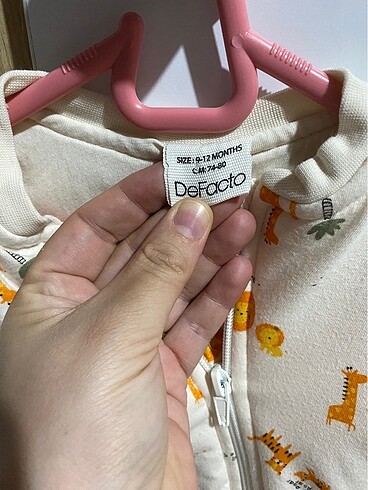 SIZE: 9-12 MONTHS
CM: 74-80
DeFacto